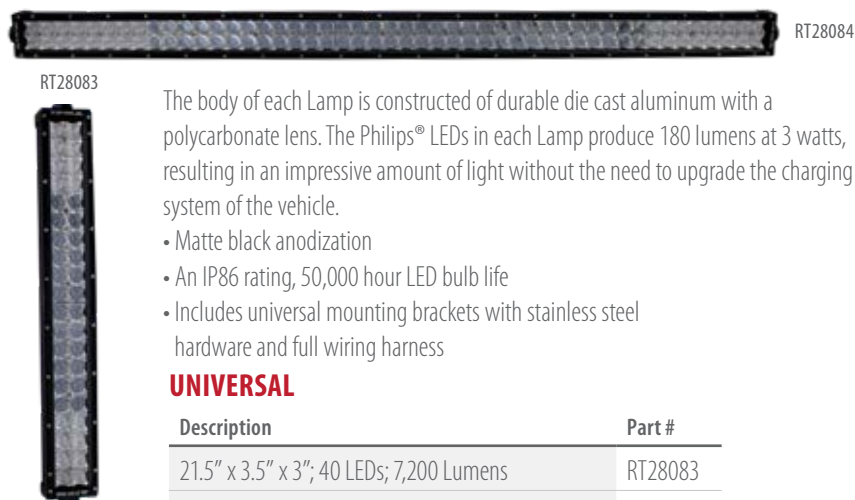 RT28084
RT28083
The body of each Lamp is constructed of durable die cast aluminum with a
polycarbonate lens. The Philips® LEDs in each Lamp produce 180 lumens at 3 watts,
resulting in an impressive amount of light without the need to upgrade the charging
system of the vehicle.
• Matte black anodization
• An IP86 rating, 50,000 hour LED bulb life
• Includes universal mounting brackets with stainless steel
hardware and full wiring harness
UNIVERSAL
Description Part #
21.5” x 3.5” x 3”; 40 LEDs; 7,200 Lumens RT28083